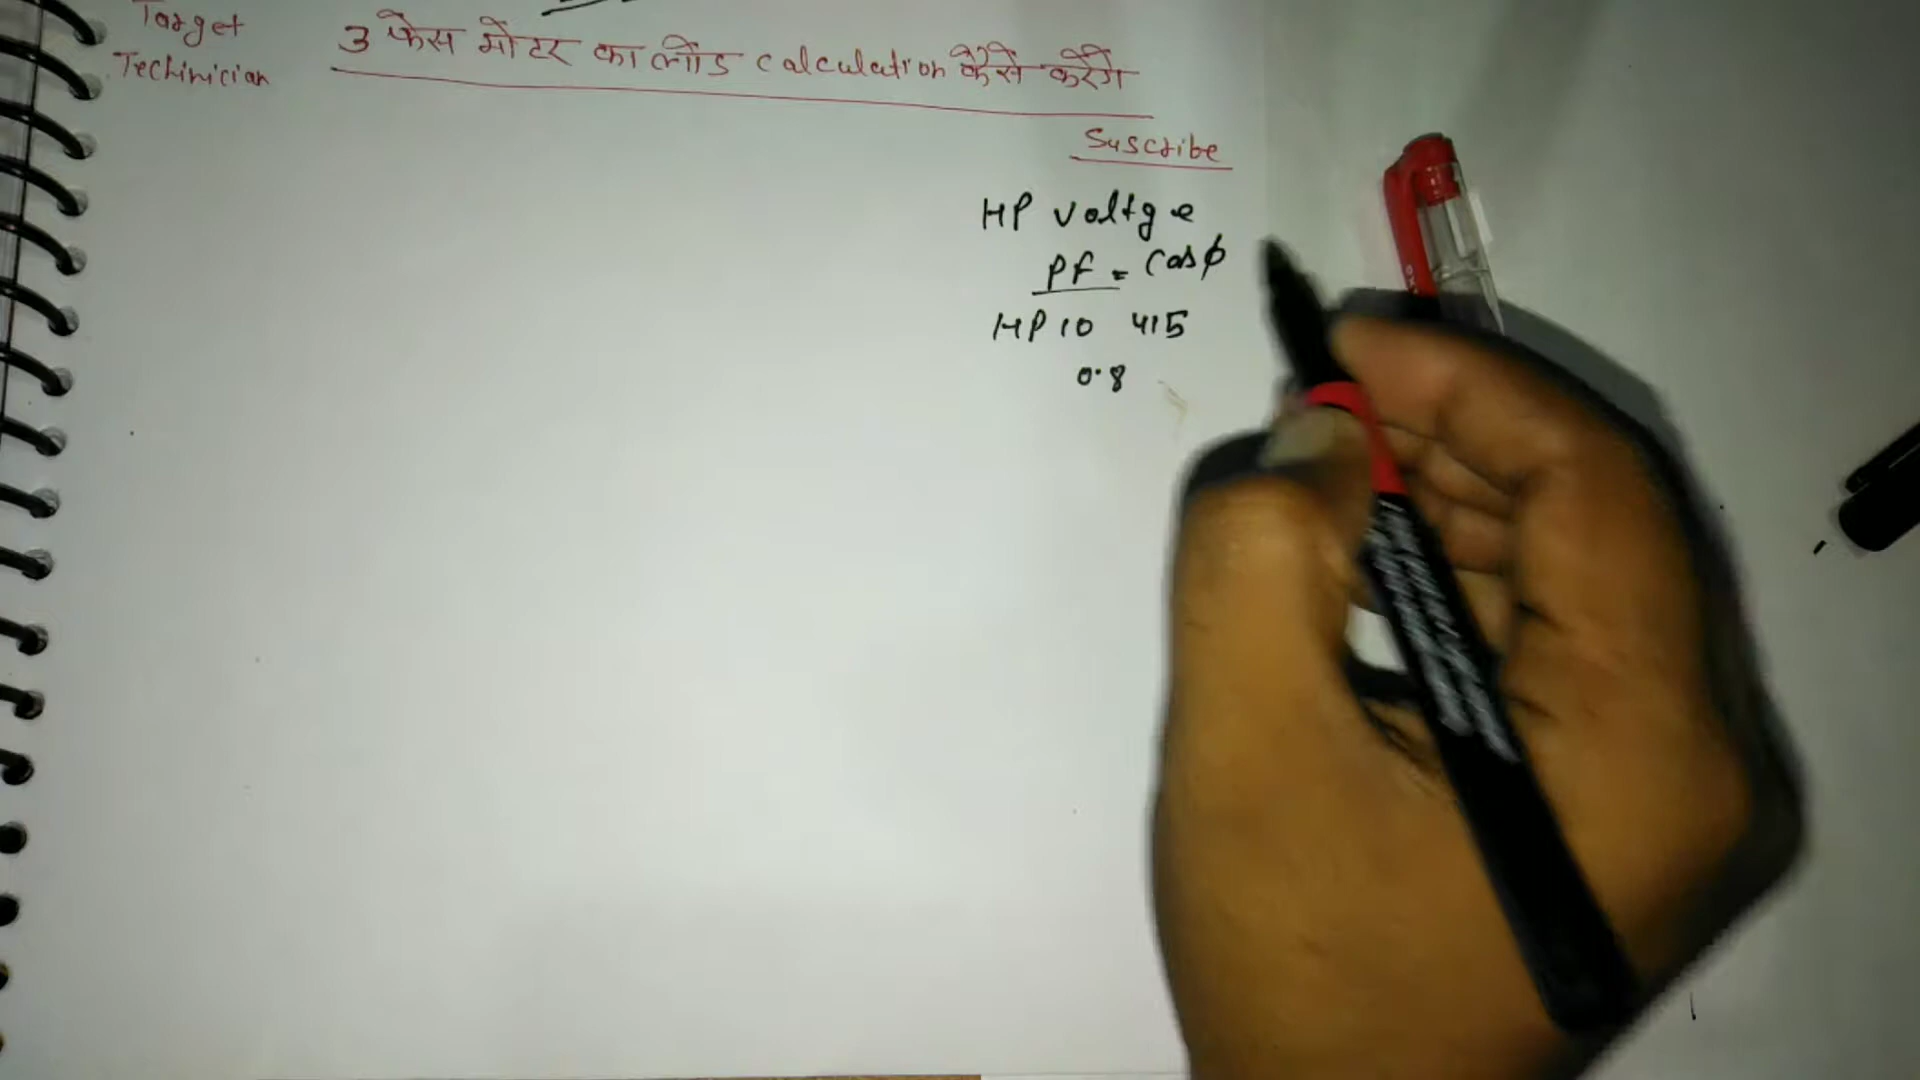 Target
Techinician
3 फेस मोटर का लोड calculation कैसे करेंगे
Suscribe
HP voltge
PF = Cosϕ
HP 10 415
0.8